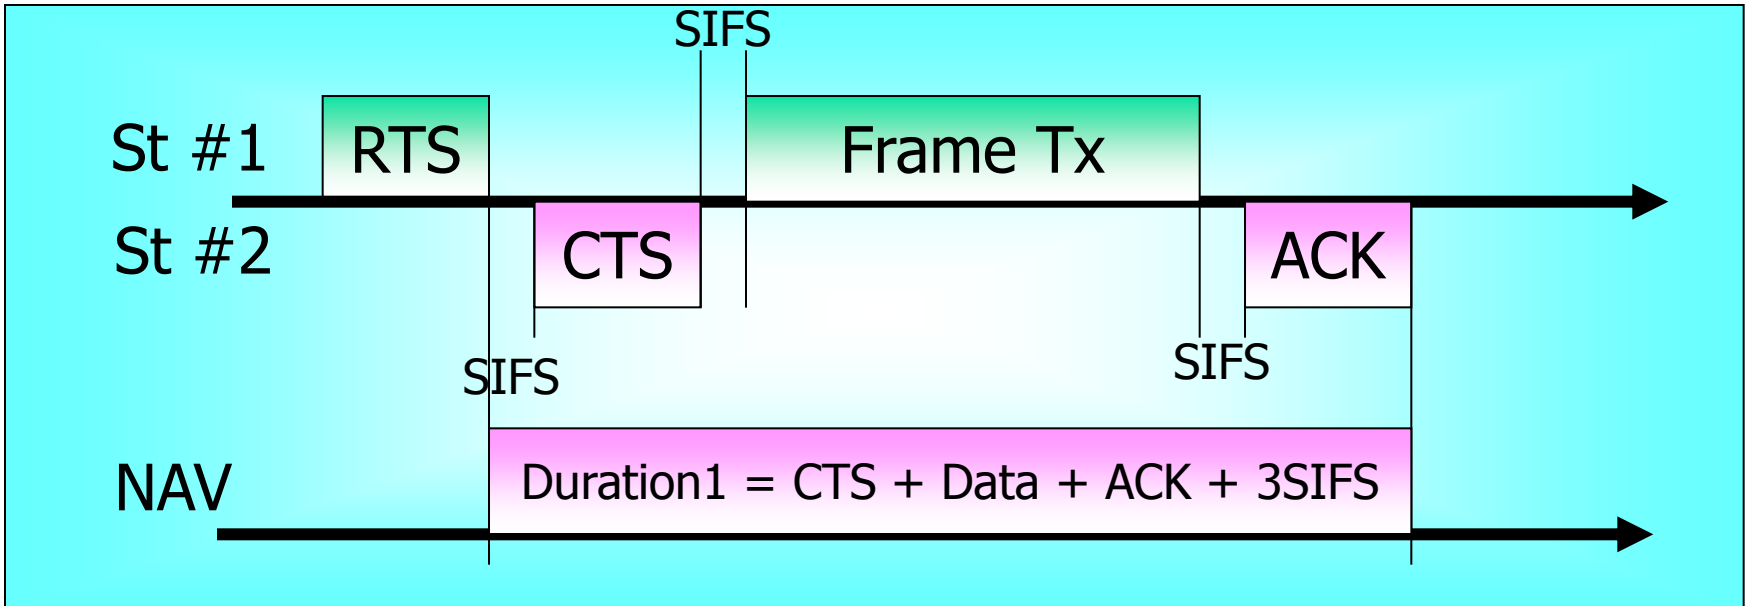 SIFS
St #1 RTS Frame Tx
St #2 CTS ACK
SIFS SIFS
NAV Duration1 = CTS + Data + ACK + 3SIFS